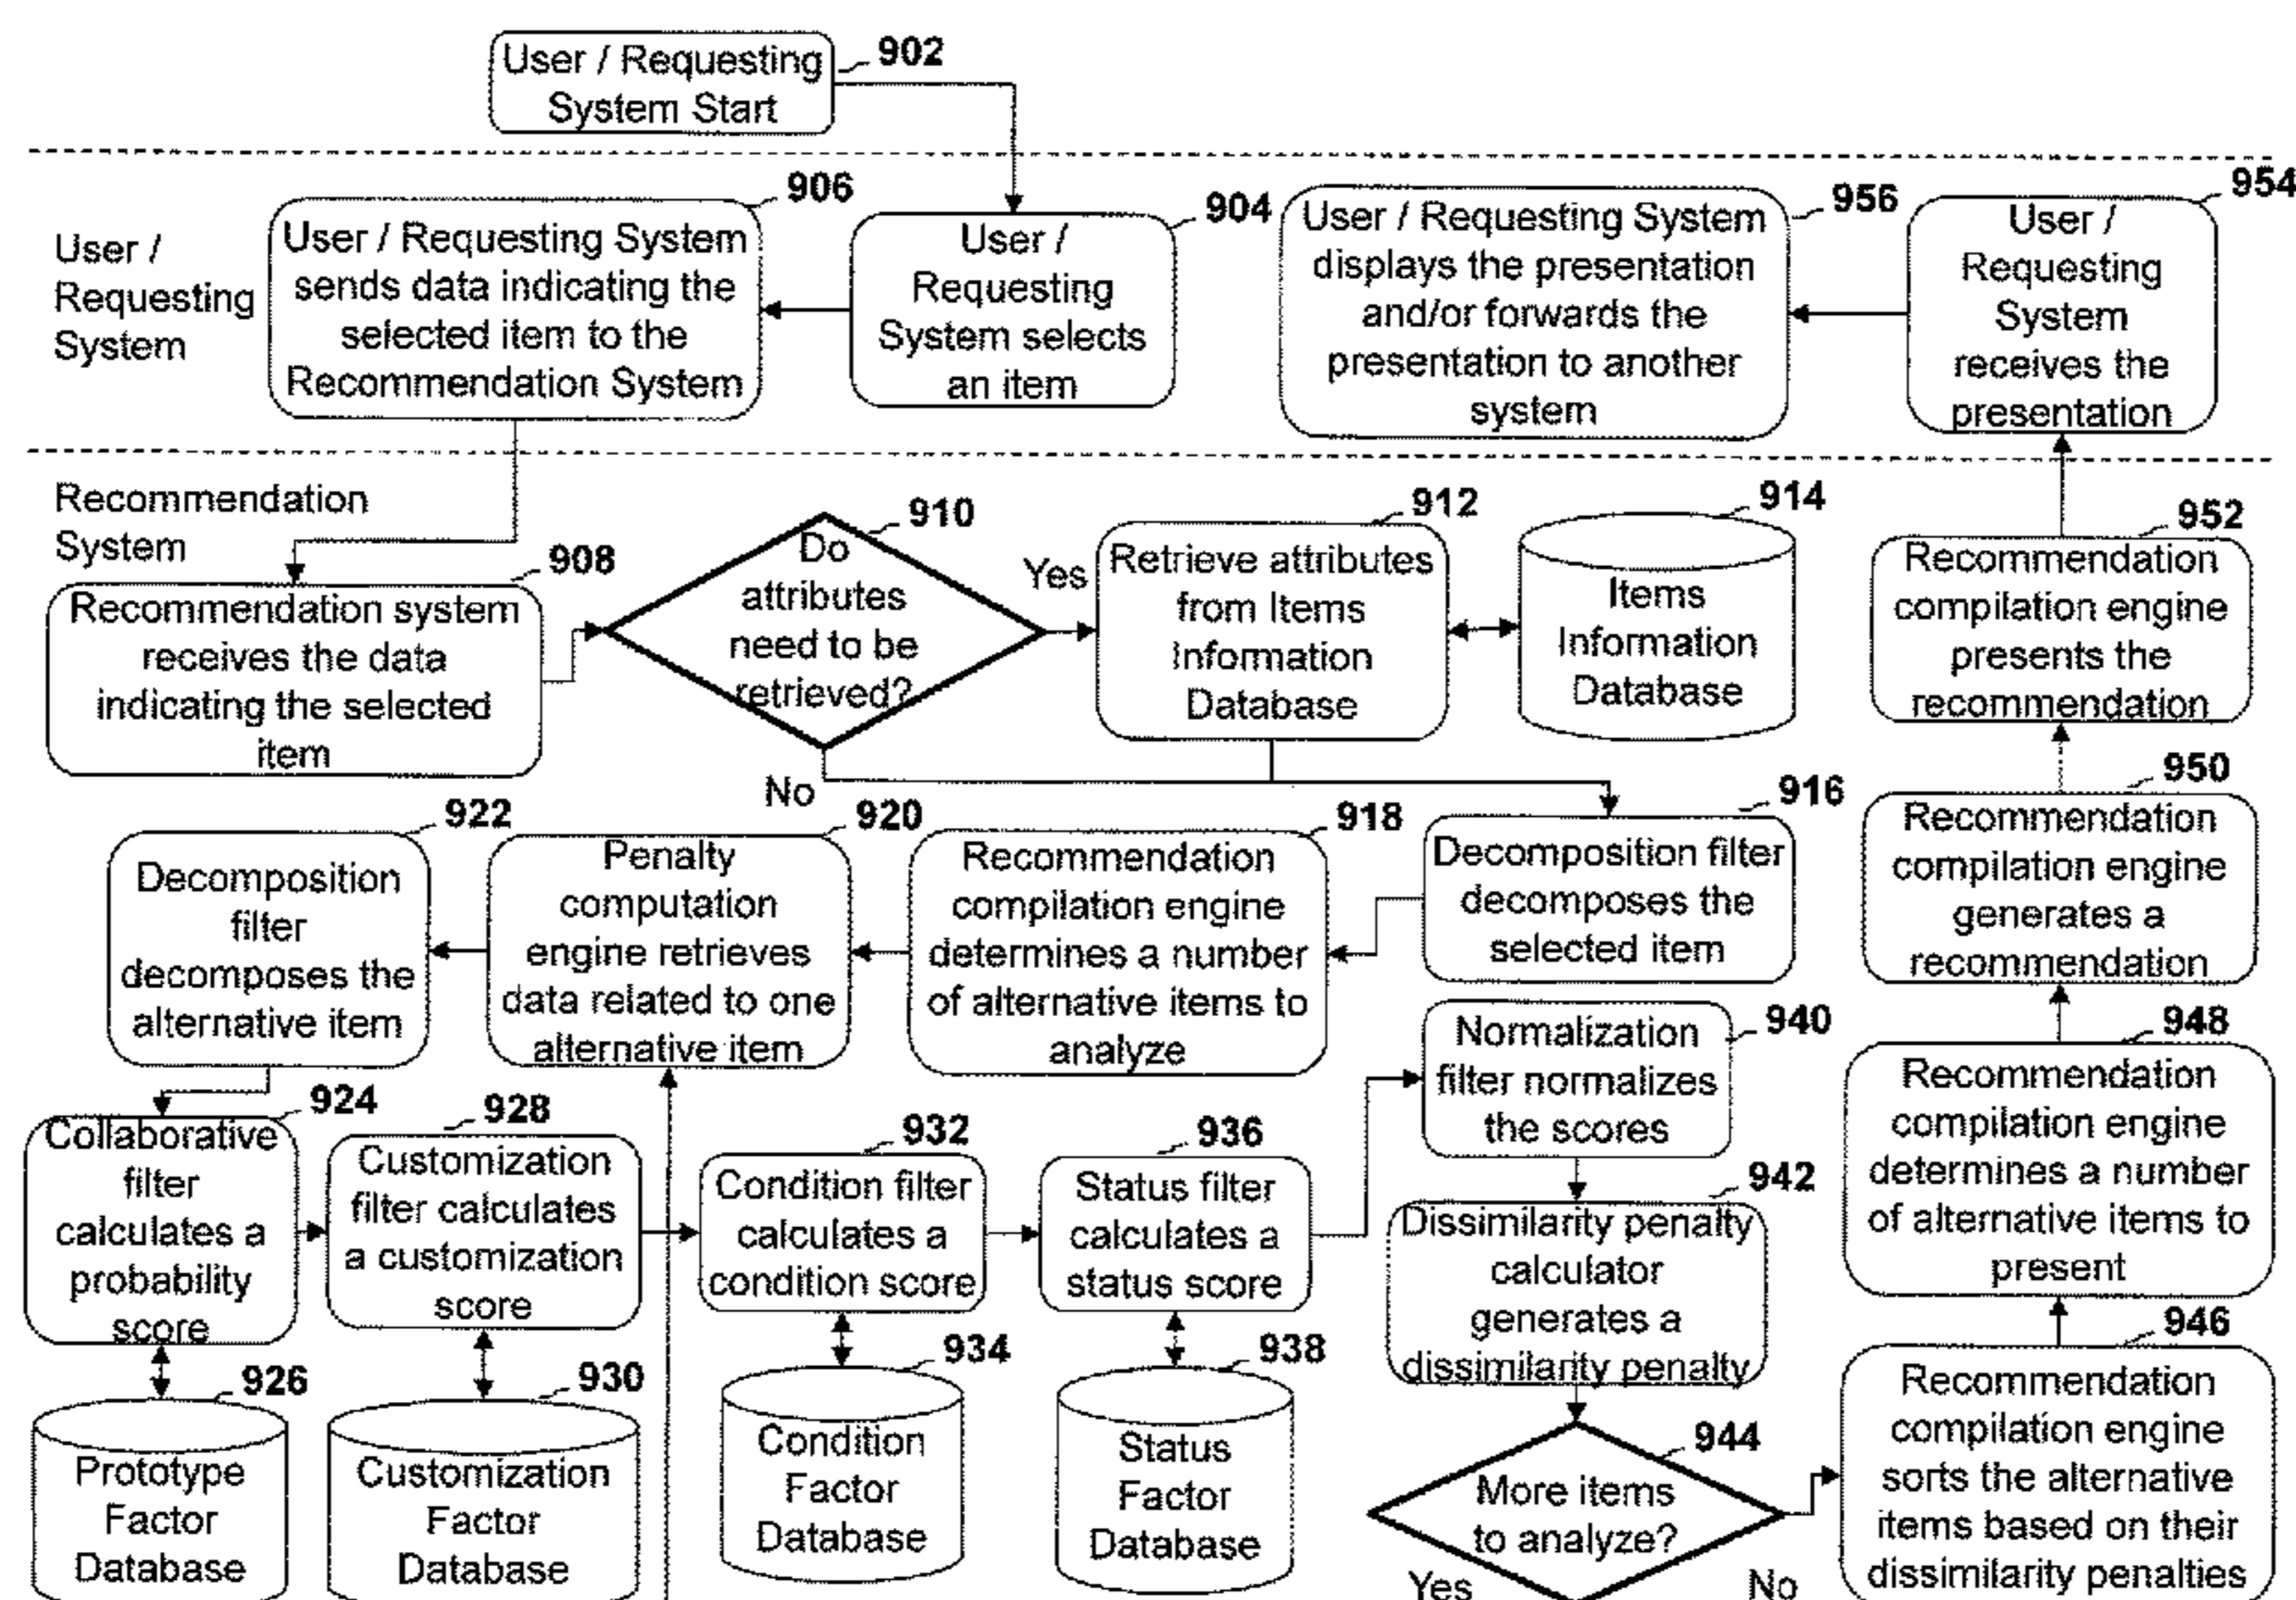 User / Requesting
System Start
902
User /
Requesting
System
906
User / Requesting System
sends data indicating the
selected item to the
Recommendation System
904
User /
Requesting
System selects
an item
956
User / Requesting System
displays the presentation
and/or forwards the
presentation to another
system
954
User /
Requesting
System
receives the
presentation
Recommendation
System
908
Recommendation system
receives the data
indicating the selected
item
910
Do
attributes
need to be
retrieved?
Yes
No
912
Retrieve attributes
from Items
Information
Database
914
Items
Information
Database
916
Decomposition filter
decomposes the
selected item
918
Recommendation
compilation engine
determines a number
of alternative items to
analyze
920
Penalty
computation
engine retrieves
data related to one
alternative item
922
Decomposition
filter
decomposes the
alternative item
924
Collaborative
filter
calculates a
probability
score
926
Prototype
Factor
Database
928
Customization
filter calculates
a customization
score
930
Customization
Factor
Database
932
Condition filter
calculates a
condition score
934
Condition
Factor
Database
936
Status filter
calculates a
status score
938
Status
Factor
Database
940
Normalization
filter normalizes
the scores
942
Dissimilarity penalty
calculator
generates a
dissimilarity penalty
944
More items
to analyze?
Yes
No
946
Recommendation
compilation engine
sorts the alternative
items based on their
dissimilarity penalties
948
Recommendation
compilation engine
determines a number
of alternative items to
present
950
Recommendation
compilation engine
generates a
recommendation
952
Recommendation
compilation engine
presents the
recommendation